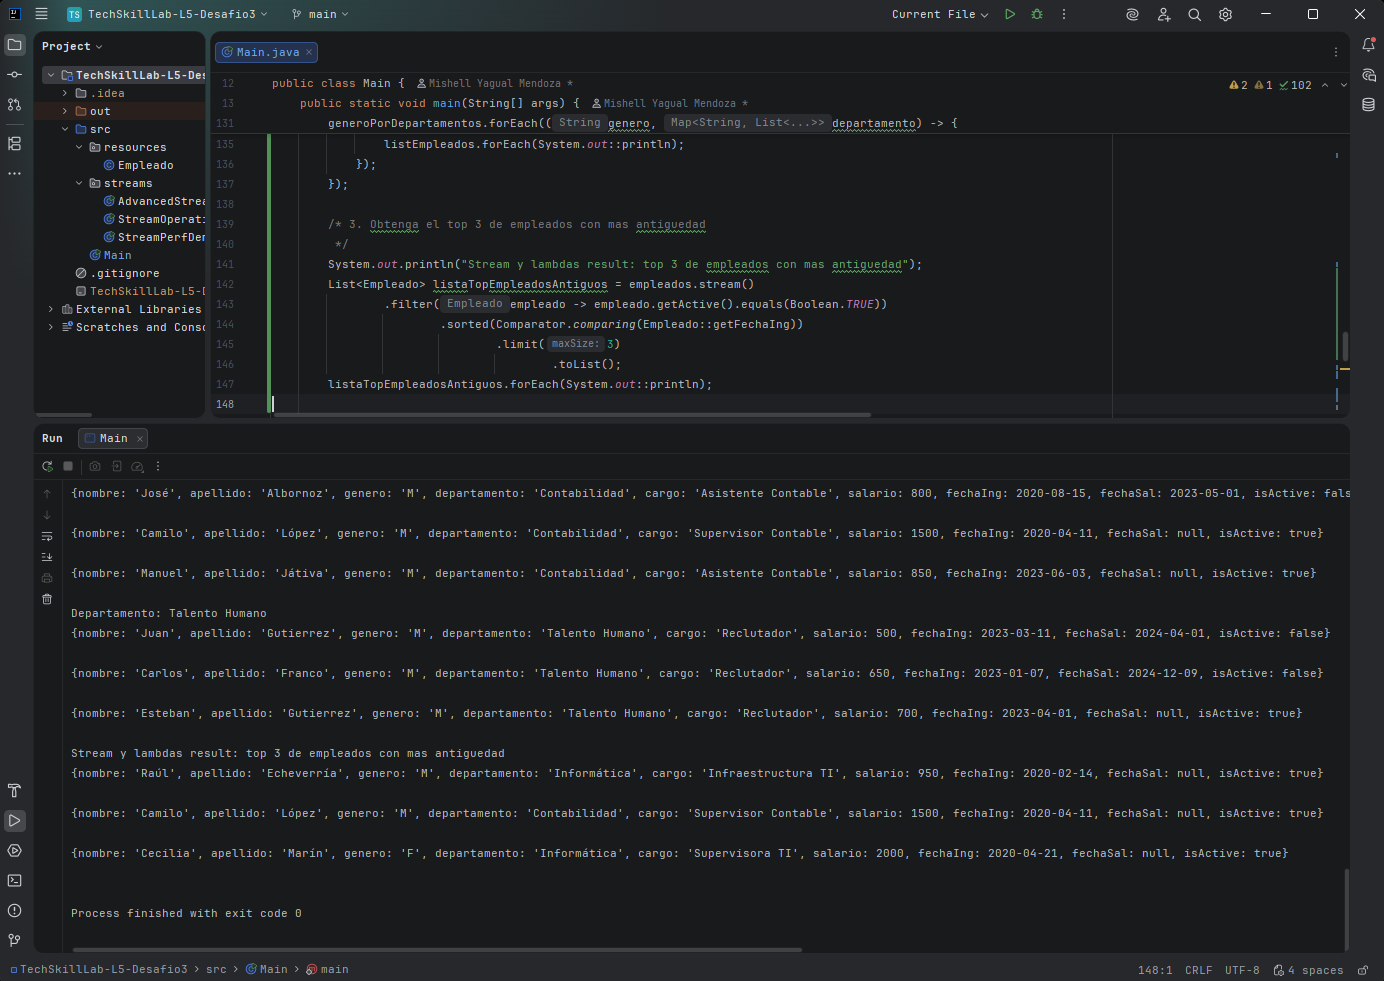 TS TechSkillLab-L5-Desafio3 main Current File
Project
Main.java
TechSkillLab-L5-Des
.idea
out
src
resources
Empleado
streams
AdvancedStrea
StreamOperati
StreamPerfDem
Main
.gitignore
TechSkillLab-L5-D
External Libraries
Scratches and Conso
2 1 102
12 public class Main { Mishell Yagual Mendoza *
13 public static void main(String[] args) { Mishell Yagual Mendoza *
131 generoPorDepartamentos.forEach(( String genero, Map<String, List<...>> departamento) -> {
135 listEmpleados.forEach(System.out::println);
136 });
137 });
138
139 /* 3. Obtenga el top 3 de empleados con mas antiguedad
140 */
141 System.out.println("Stream y lambdas result: top 3 de empleados con mas antiguedad");
142 List<Empleado> listaTopEmpleadosAntiguos = empleados.stream()
143 .filter( Empleado empleado -> empleado.getActive().equals(Boolean.TRUE))
144 .sorted(Comparator.comparing(Empleado::getFechaIng))
145 .limit( maxSize: 3)
146 .toList();
147 listaTopEmpleadosAntiguos.forEach(System.out::println);
148
Run Main
{nombre: 'José', apellido: 'Albornoz', genero: 'M', departamento: 'Contabilidad', cargo: 'Asistente Contable', salario: 800, fechaIng: 2020-08-15, fechaSal: 2023-05-01, isActive: fals
{nombre: 'Camilo', apellido: 'López', genero: 'M', departamento: 'Contabilidad', cargo: 'Supervisor Contable', salario: 1500, fechaIng: 2020-04-11, fechaSal: null, isActive: true}
{nombre: 'Manuel', apellido: 'Játiva', genero: 'M', departamento: 'Contabilidad', cargo: 'Asistente Contable', salario: 850, fechaIng: 2023-06-03, fechaSal: null, isActive: true}
Departamento: Talento Humano
{nombre: 'Juan', apellido: 'Gutierrez', genero: 'M', departamento: 'Talento Humano', cargo: 'Reclutador', salario: 500, fechaIng: 2023-03-11, fechaSal: 2024-04-01, isActive: false}
{nombre: 'Carlos', apellido: 'Franco', genero: 'M', departamento: 'Talento Humano', cargo: 'Reclutador', salario: 650, fechaIng: 2023-01-07, fechaSal: 2024-12-09, isActive: false}
{nombre: 'Esteban', apellido: 'Gutierrez', genero: 'M', departamento: 'Talento Humano', cargo: 'Reclutador', salario: 700, fechaIng: 2023-04-01, fechaSal: null, isActive: true}
Stream y lambdas result: top 3 de empleados con mas antiguedad
{nombre: 'Raúl', apellido: 'Echeverría', genero: 'M', departamento: 'Informática', cargo: 'Infraestructura TI', salario: 950, fechaIng: 2020-02-14, fechaSal: null, isActive: true}
{nombre: 'Camilo', apellido: 'López', genero: 'M', departamento: 'Contabilidad', cargo: 'Supervisor Contable', salario: 1500, fechaIng: 2020-04-11, fechaSal: null, isActive: true}
{nombre: 'Cecilia', apellido: 'Marín', genero: 'F', departamento: 'Informática', cargo: 'Supervisora TI', salario: 2000, fechaIng: 2020-04-21, fechaSal: null, isActive: true}
Process finished with exit code 0
TechSkillLab-L5-Desafio3 > src > Main > main 148:1 CRLF UTF-8 4 spaces